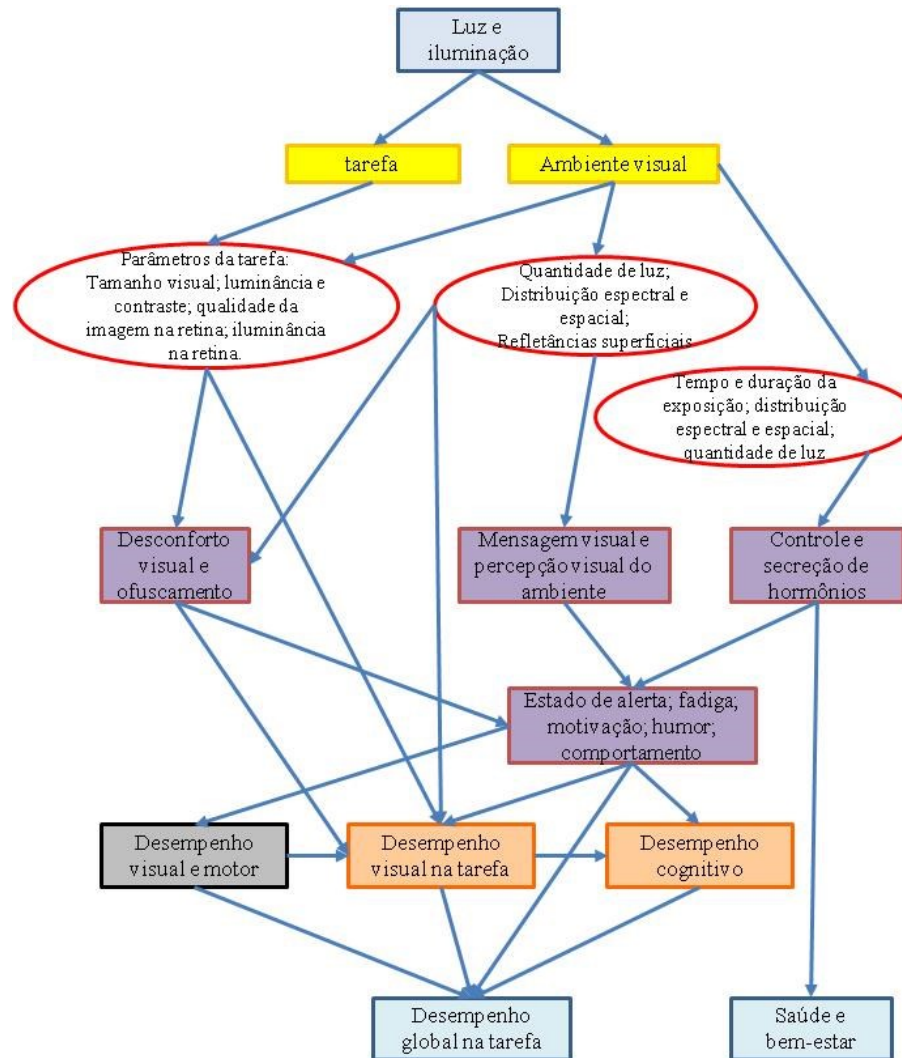 Luz e
iluminação
tarefa
Ambiente visual
Parâmetros da tarefa:
Tamanho visual; luminância e
contraste; qualidade da
imagem na retina; iluminância
na retina.
Quantidade de luz;
Distribuição espectral e
espacial;
Refletâncias superficiais
Tempo e duração da
exposição; distribuição
espectral e espacial;
quantidade de luz
Desconforto
visual e
ofuscamento
Mensagem visual e
percepção visual do
ambiente
Controle e
secreção de
hormônios
Estado de alerta; fadiga;
motivação; humor;
comportamento
Desempenho
visual e motor
Desempenho
visual na tarefa
Desempenho
cognitivo
Desempenho
global na tarefa
Saúde e
bem-estar